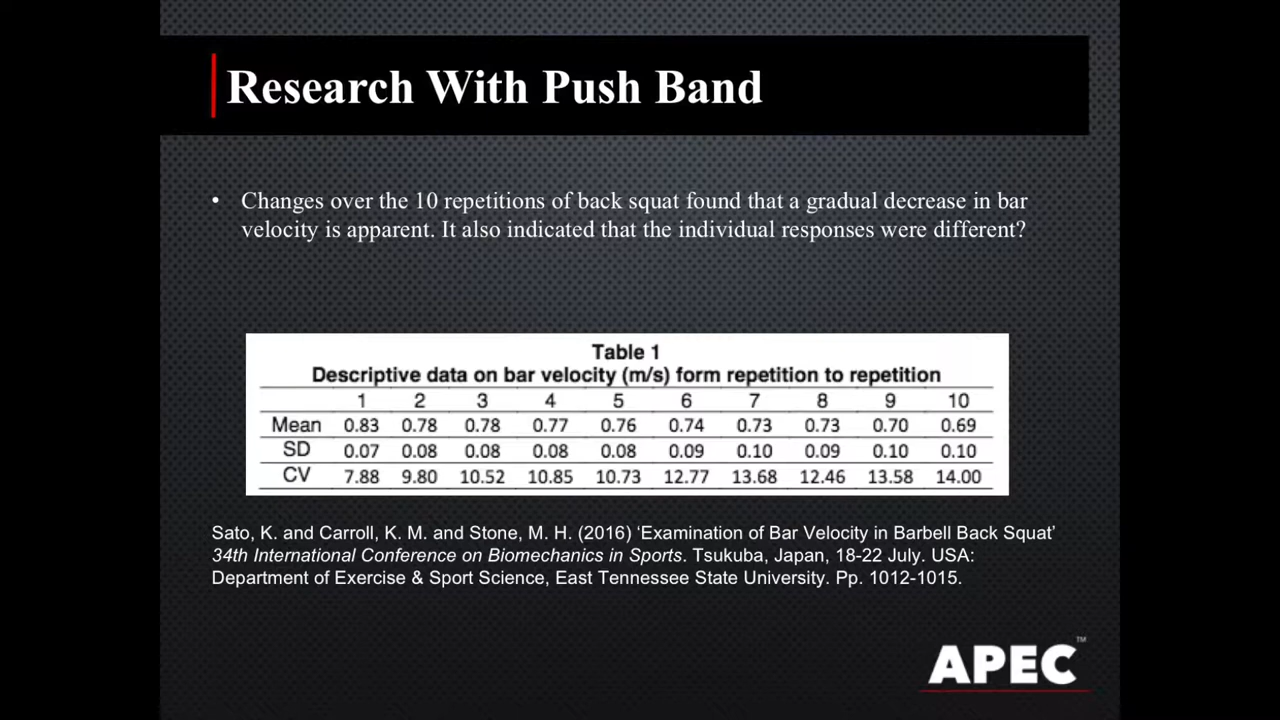 Research With Push Band
• Changes over the 10 repetitions of back squat found that a gradual decrease in bar
velocity is apparent. It also indicated that the individual responses were different?
Table 1
Descriptive data on bar velocity (m/s) form repetition to repetition
1 2 3 4 5 6 7 8 9 10
Mean 0.83 0.78 0.78 0.77 0.76 0.74 0.73 0.73 0.70 0.69
SD 0.07 0.08 0.08 0.08 0.08 0.09 0.10 0.09 0.10 0.10
CV 7.88 9.80 10.52 10.85 10.73 12.77 13.68 12.46 13.58 14.00
Sato, K. and Carroll, K. M. and Stone, M. H. (2016) ‘Examination of Bar Velocity in Barbell Back Squat’
34th International Conference on Biomechanics in Sports. Tsukuba, Japan, 18-22 July. USA:
Department of Exercise & Sport Science, East Tennessee State University. Pp. 1012-1015.
APEC™